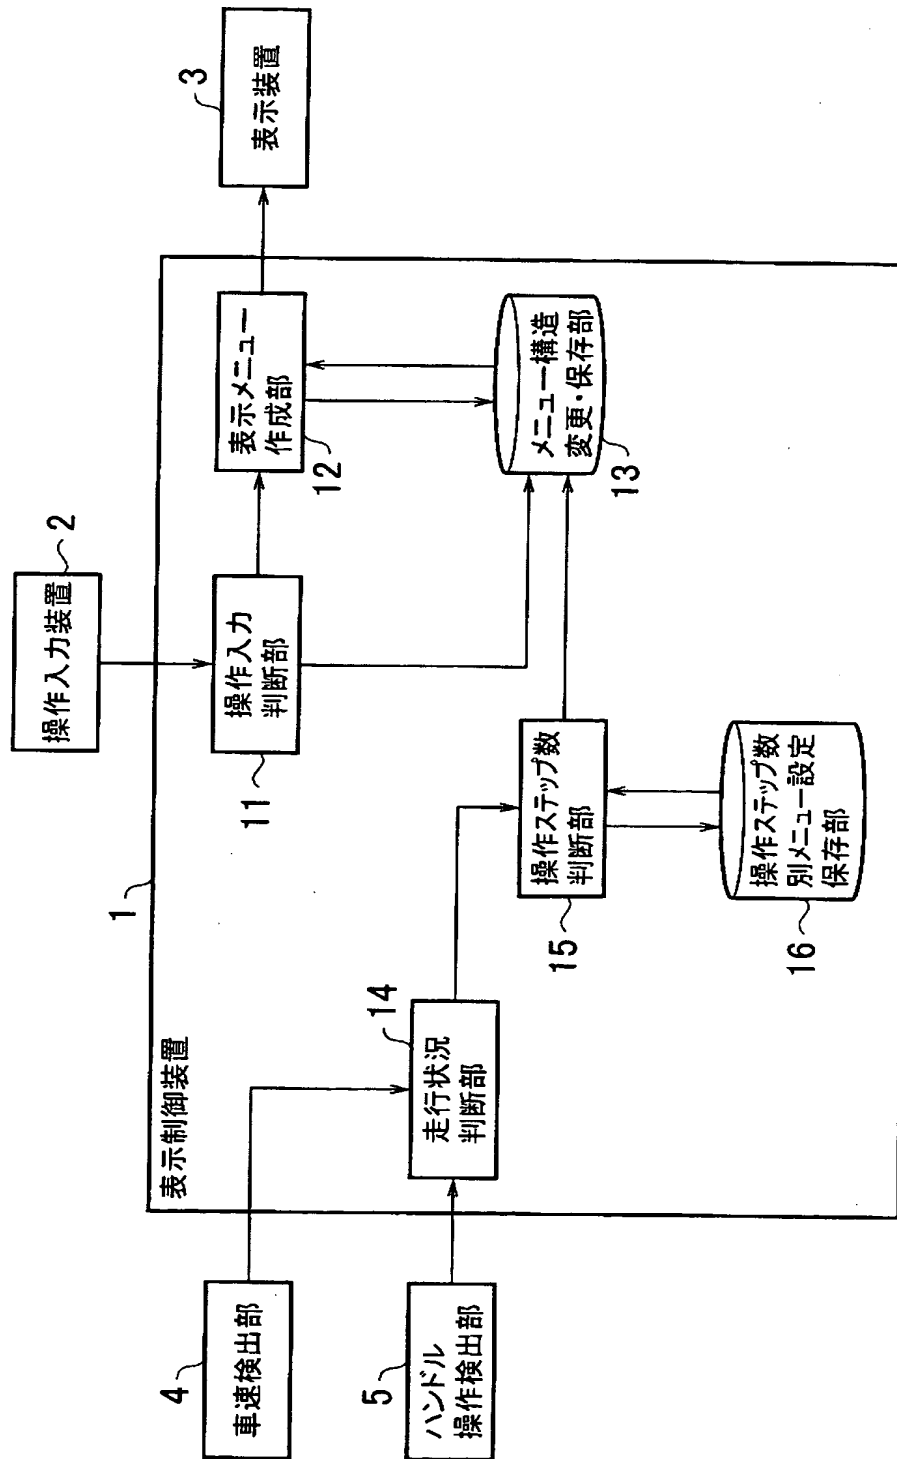 表示制御装置
1
操作入力装置
2
表示装置
3
車速検出部
4
ハンドル
操作検出部
5
操作入力
判断部
11
表示メニュー
作成部
12
メニュー構造
変更・保存部
13
走行状況
判断部
14
操作ステップ数
判断部
15
操作ステップ数
別メニュー設定
保存部
16